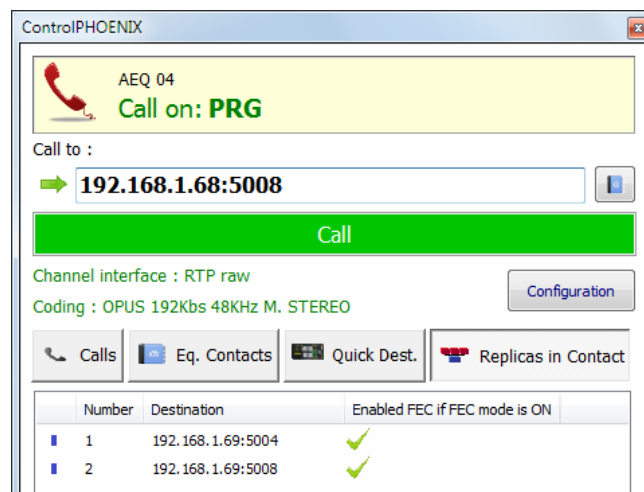 ControlPHOENIX
AEQ 04
Call on: PRG
Call to :
192.168.1.68:5008
Call
Channel interface : RTP raw
Configuration
Coding : OPUS 192Kbs 48KHz M. STEREO
Calls Eq. Contacts Quick Dest. Replicas in Contact
Number Destination Enabled FEC if FEC mode is ON
1 192.168.1.69:5004
2 192.168.1.69:5008